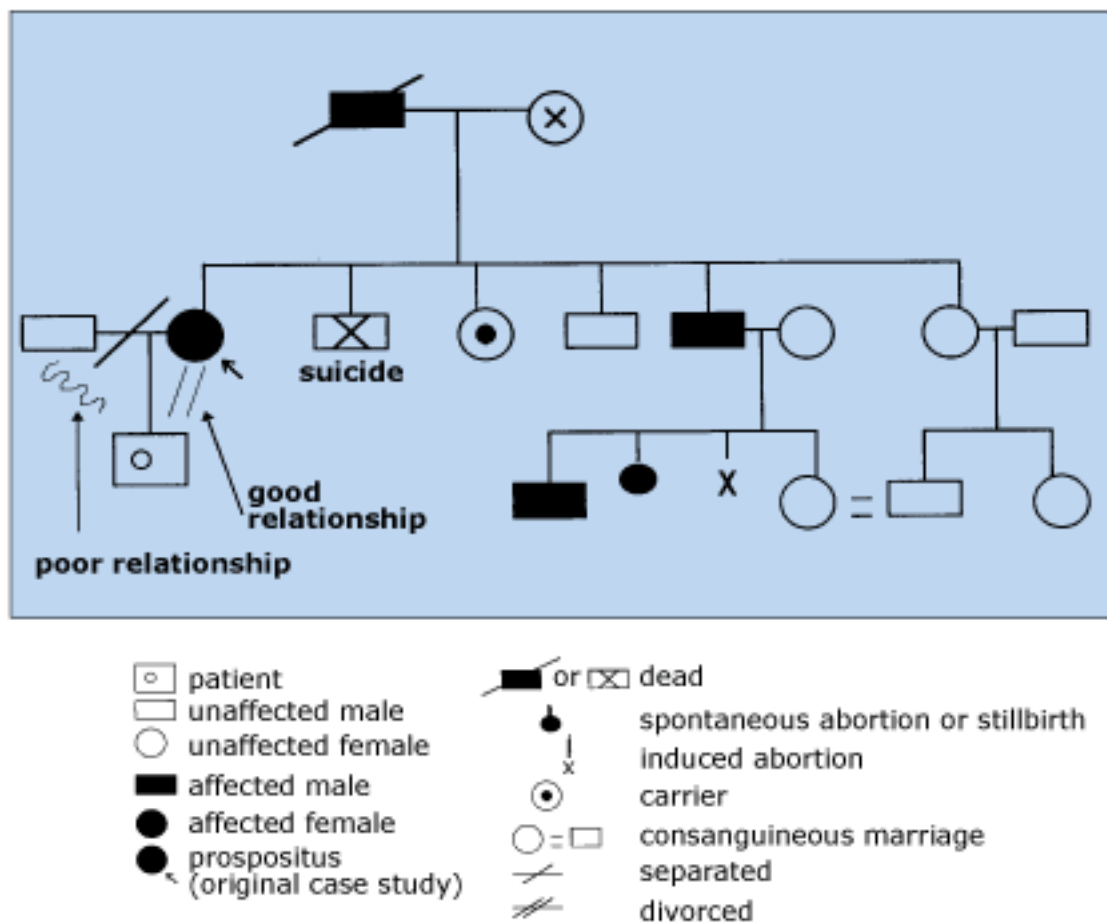 suicide
good
relationship
poor relationship
patient
unaffected male
unaffected female
affected male
affected female
prospositus
(original case study)
or dead
spontaneous abortion or stillbirth
induced abortion
carrier
consanguineous marriage
separated
divorced